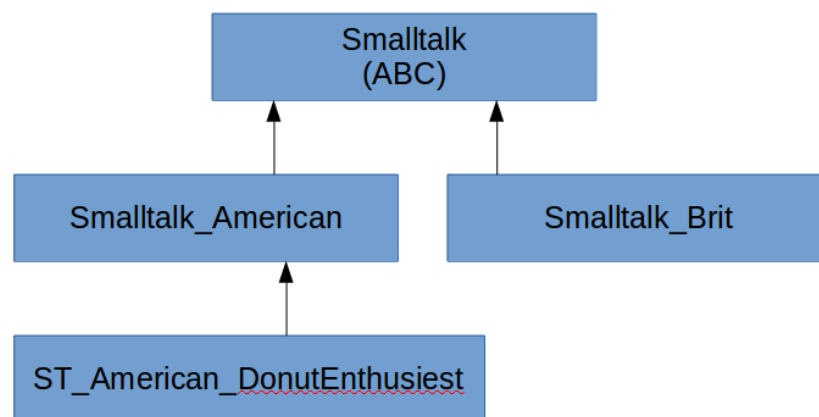 Smalltalk
(ABC)
Smalltalk_American
Smalltalk_Brit
ST_American_DonutEnthusiest